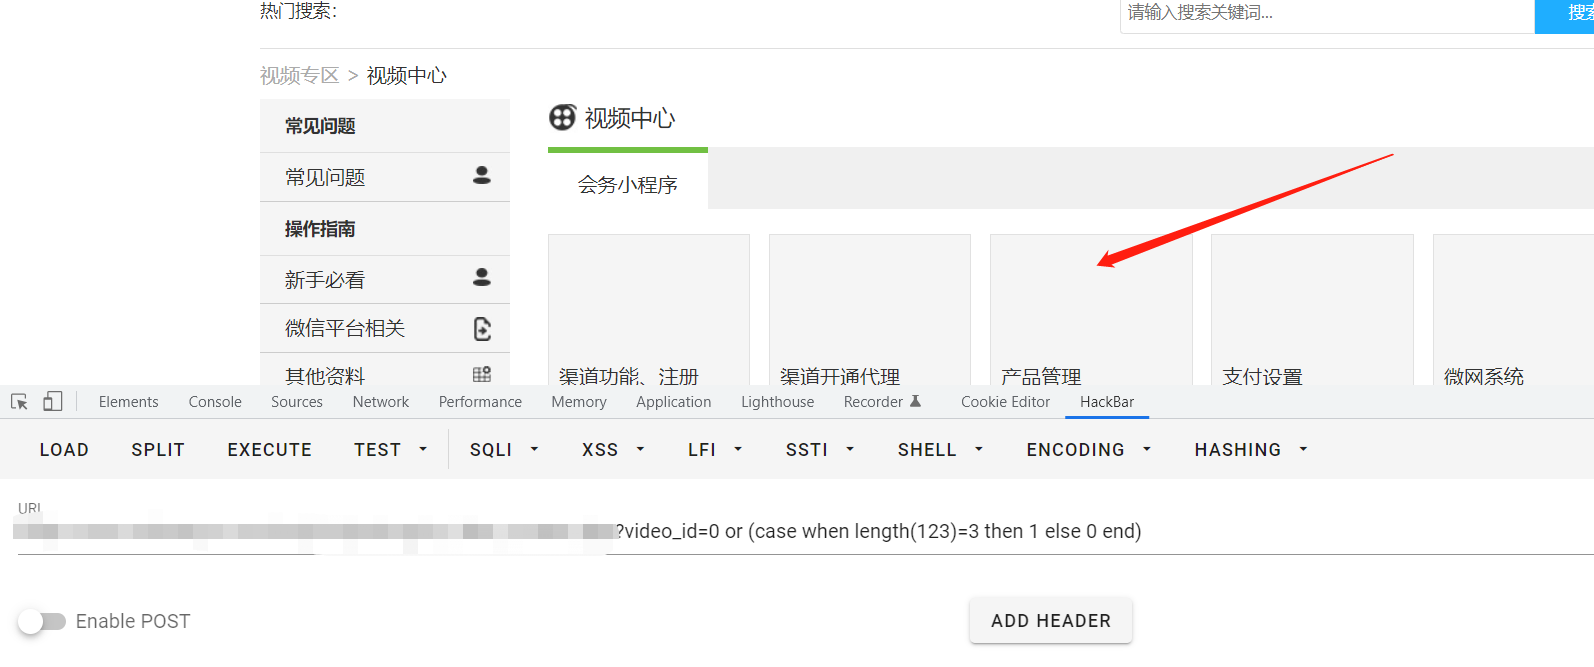 热门搜索:
请输入搜索关键词...
搜索
视频专区 > 视频中心
常见问题
常见问题
操作指南
新手必看
微信平台相关
其他资料
视频中心
会务小程序
渠道功能、注册
渠道开通代理
产品管理
支付设置
微网系统
Elements Console Sources Network Performance Memory Application Lighthouse Recorder Cookie Editor HackBar
LOAD SPLIT EXECUTE TEST SQLI XSS LFI SSTI SHELL ENCODING HASHING
URL
?video_id=0 or (case when length(123)=3 then 1 else 0 end)
Enable POST
ADD HEADER